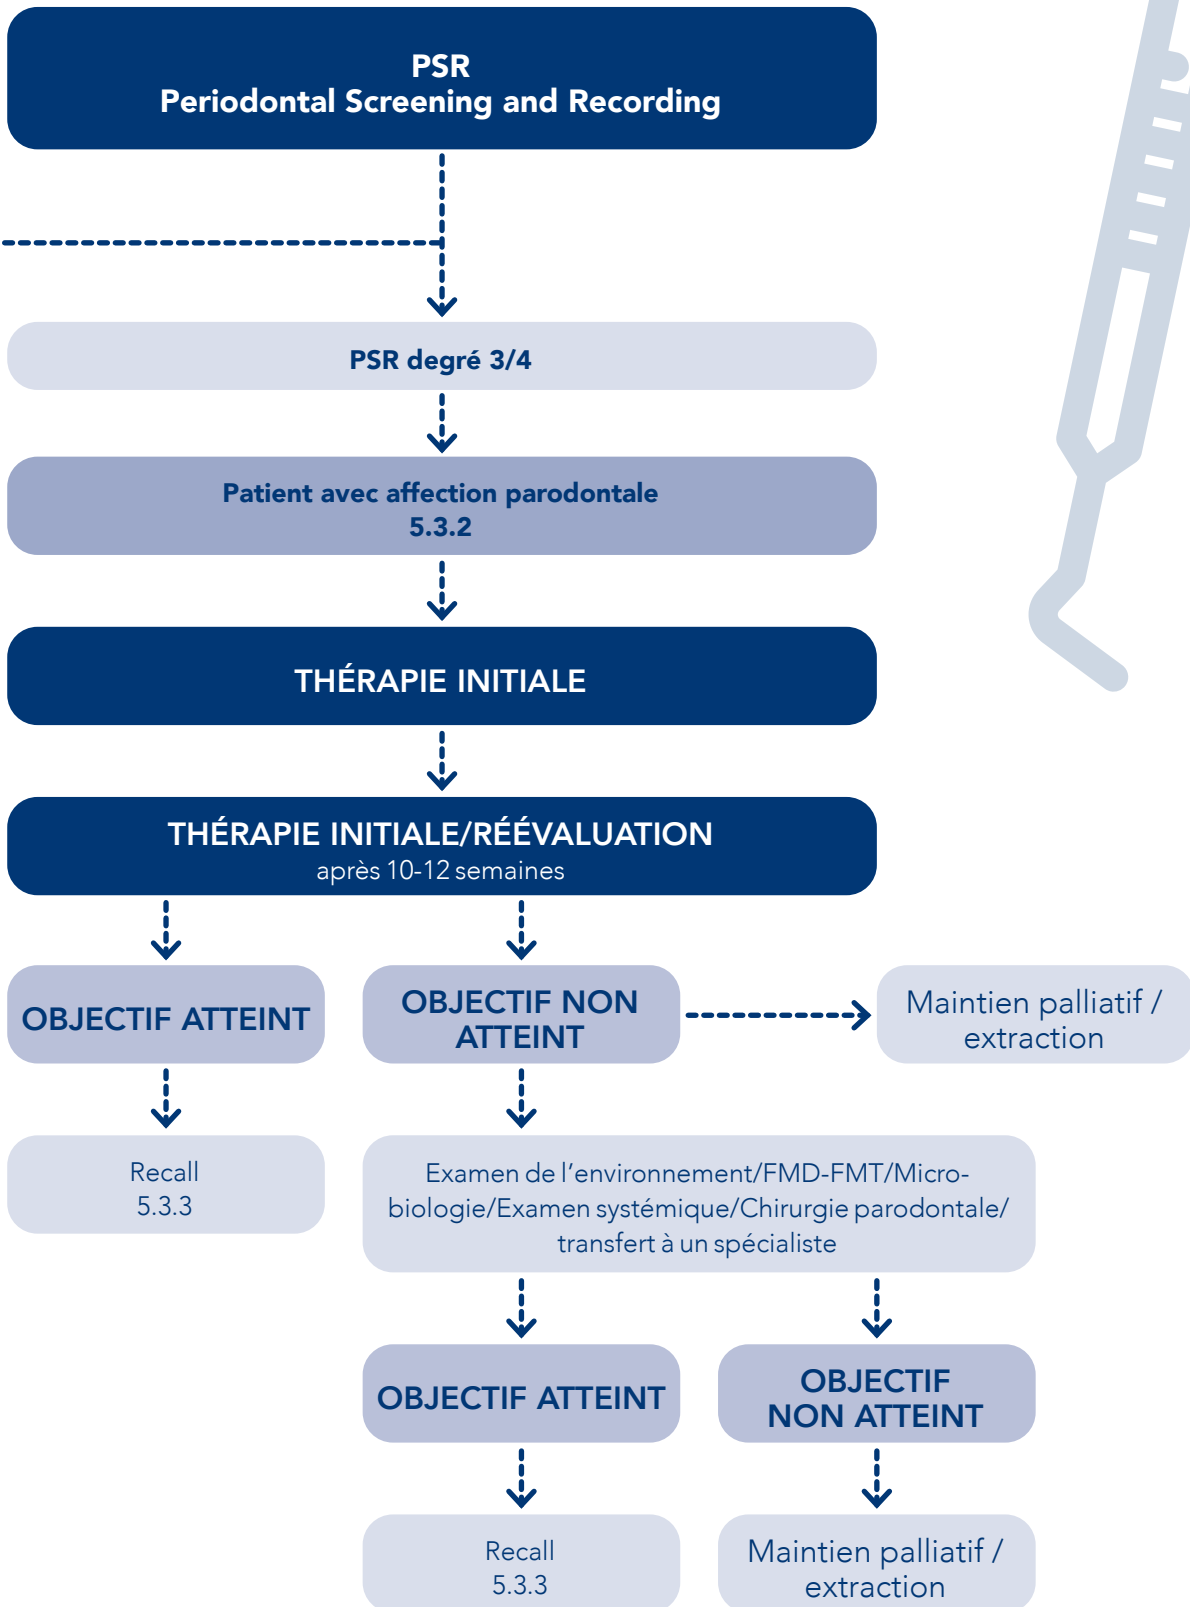 PSR
Periodontal Screening and Recording
PSR degré 3/4
Patient avec affection parodontale
5.3.2
THÉRAPIE INITIALE
THÉRAPIE INITIALE/RÉÉVALUATION
après 10-12 semaines
OBJECTIF ATTEINT
OBJECTIF NON
ATTEINT
Maintien palliatif /
extraction
Recall
5.3.3
Examen de l'environnement/FMD-FMT/Micro-
biologie/Examen systémique/Chirurgie parodontale/
transfert à un spécialiste
OBJECTIF ATTEINT
OBJECTIF
NON ATTEINT
Recall
5.3.3
Maintien palliatif /
extraction